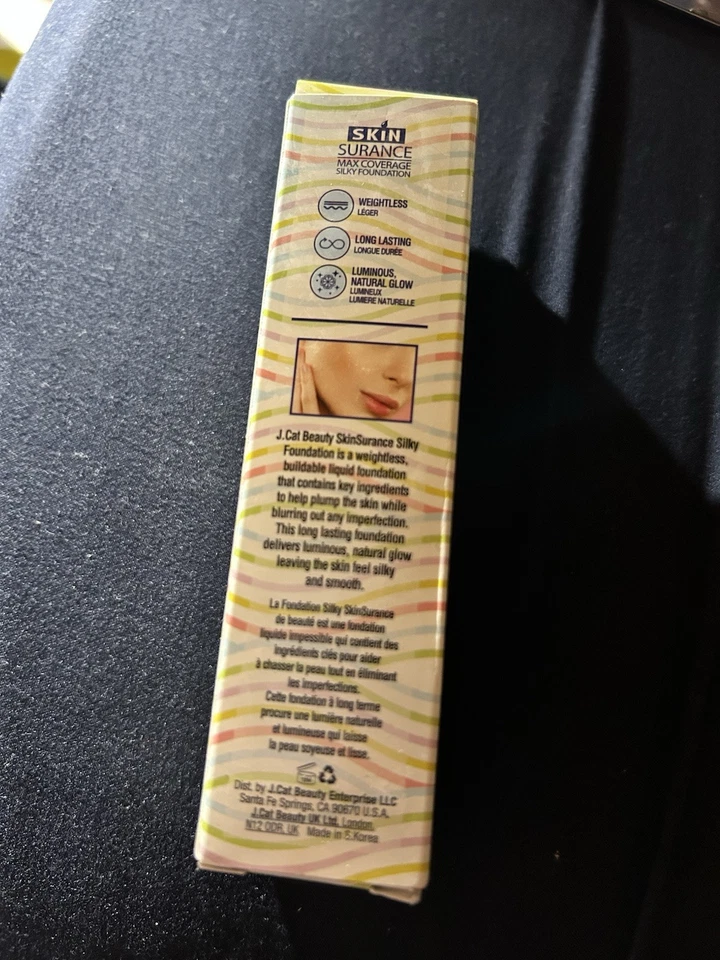 SKIN
SURANCE
MAX COVERAGE
SILKY FOUNDATION
WEIGHTLESS
LÉGER
LONG LASTING
LONGUE DURÉE
LUMINOUS,
NATURAL GLOW
LUMINEUX
LUMIERE NATURELLE
J.Cat Beauty SkinSurance Silky
Foundation is a weightless,
buildable liquid foundation
that contains key ingredients
to help plump the skin while
blurring out any imperfection.
This long lasting foundation
delivers luminous, natural glow
leaving the skin feel silky
and smooth.
La Fondation Silky SkinSurance
de beauté est une fondation
liquide impessible qui contient des
ingrédients clés pour aider
à chasser la peau tout en éliminant
les imperfections.
Cette fondation à long terme
procure une lumière naturelle
et lumineuse qui laisse
la peau soyeuse et lisse.
Dist. by J.Cat Beauty Enterprise LLC
Santa Fe Springs, CA 90670 U.S.A.
J.Cat Beauty UK Ltd. London,
N12 0DR, UK Made in S.Korea